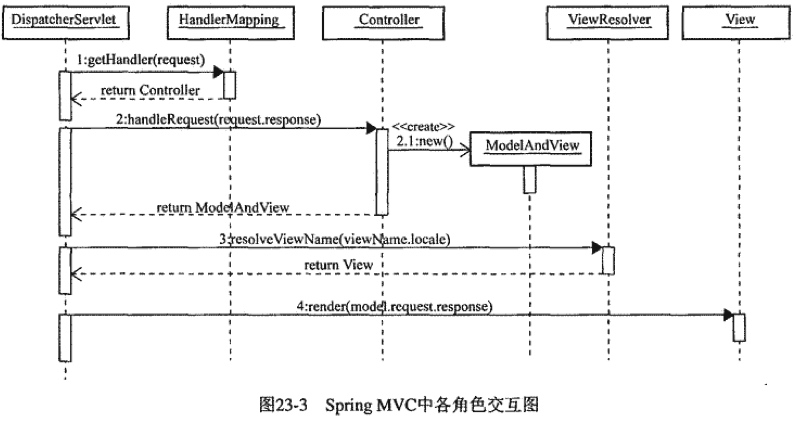 DispatcherServlet
HandlerMapping
Controller
ViewResolver
View
1:getHandler(request)
return Controller
2:handleRequest(request.response)
<<create>>
2.1:new()
ModelAndView
return ModelAndView
3:resolveViewName(viewName.locale)
return View
4:render(model.request.response)
图23-3 Spring MVC中各角色交互图